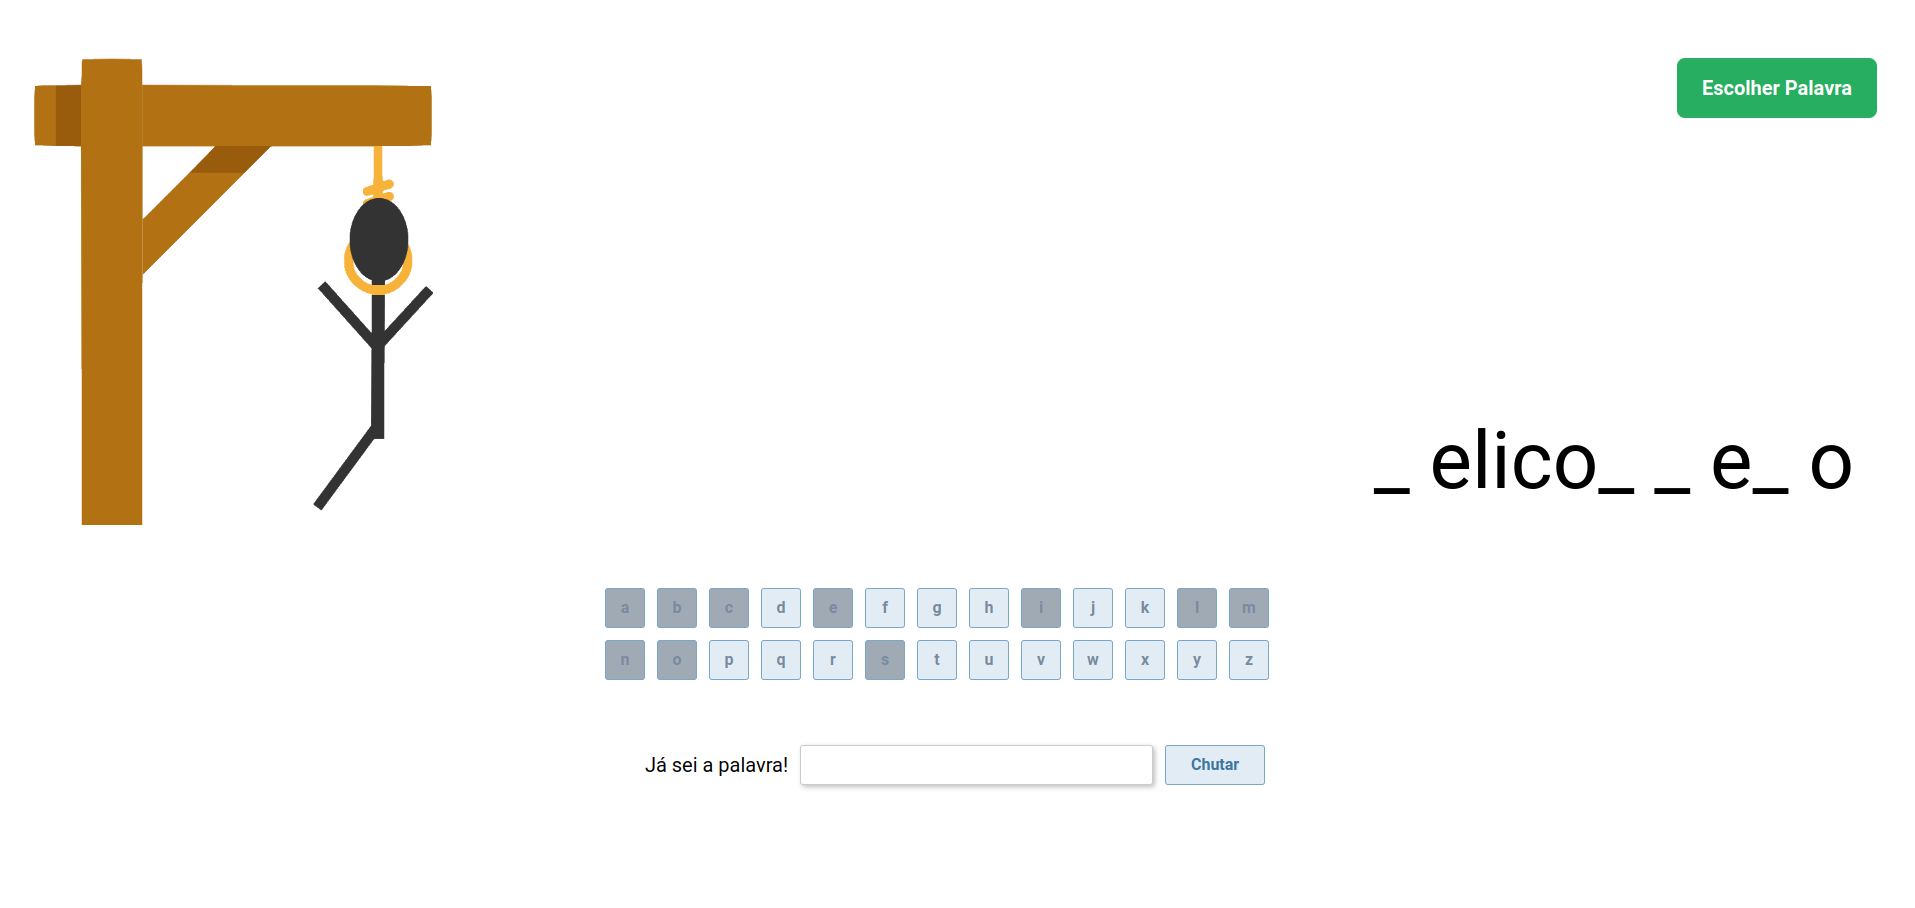 Escolher Palavra
_ elico_ _ e_ o
a b c d e f g h i j k l m
n o p q r s t u v w x y z
Já sei a palavra! Chutar